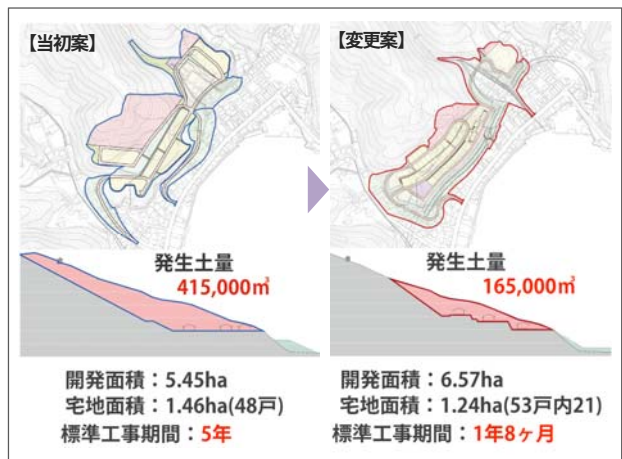 【当初案】
発生土量
415,000㎥
開発面積：5.45ha
宅地面積：1.46ha(48戸)
標準工事期間：5年
【変更案】
発生土量
165,000㎥
開発面積：6.57ha
宅地面積：1.24ha(53戸内21)
標準工事期間：1年8ヶ月